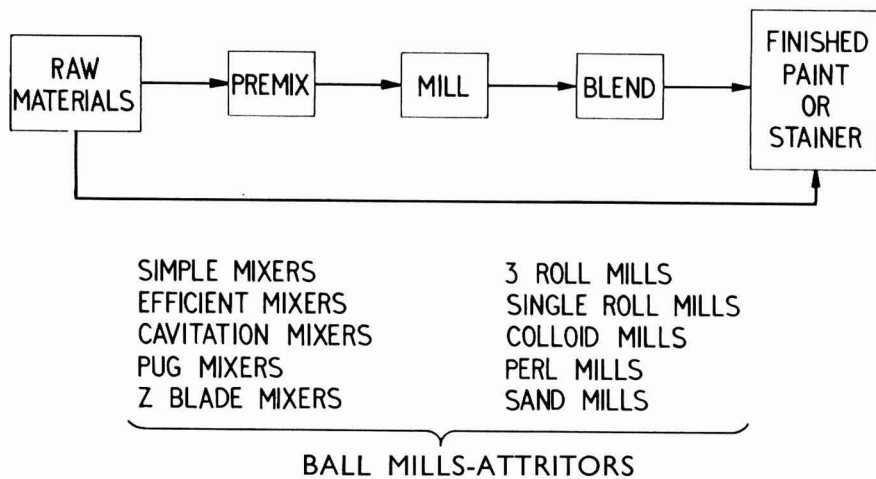 RAW
MATERIALS
PREMIX
MILL
BLEND
FINISHED
PAINT
OR
STAINER
SIMPLE MIXERS
EFFICIENT MIXERS
CAVITATION MIXERS
PUG MIXERS
Z BLADE MIXERS
3 ROLL MILLS
SINGLE ROLL MILLS
COLLOID MILLS
PERL MILLS
SAND MILLS
BALL MILLS-ATTRITORS